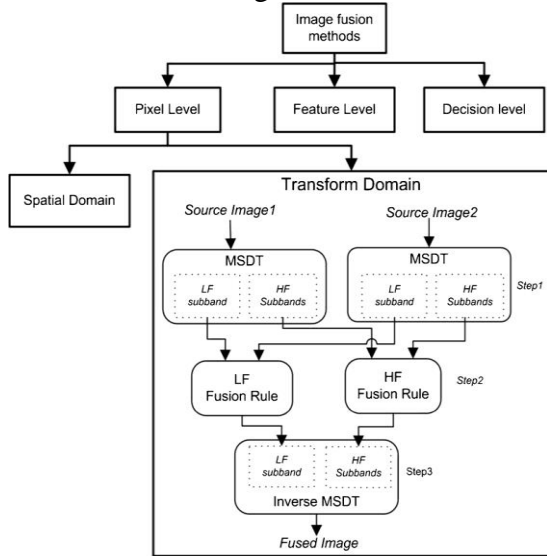 Image fusion
methods
Pixel Level
Feature Level
Decision level
Spatial Domain
Transform Domain
Source Image1
Source Image2
MSDT
MSDT
LF
subband
HF
Subbands
LF
subband
HF
Subbands
Step1
LF
Fusion Rule
HF
Fusion Rule
Step2
LF
subband
HF
Subbands
Step3
Inverse MSDT
Fused Image